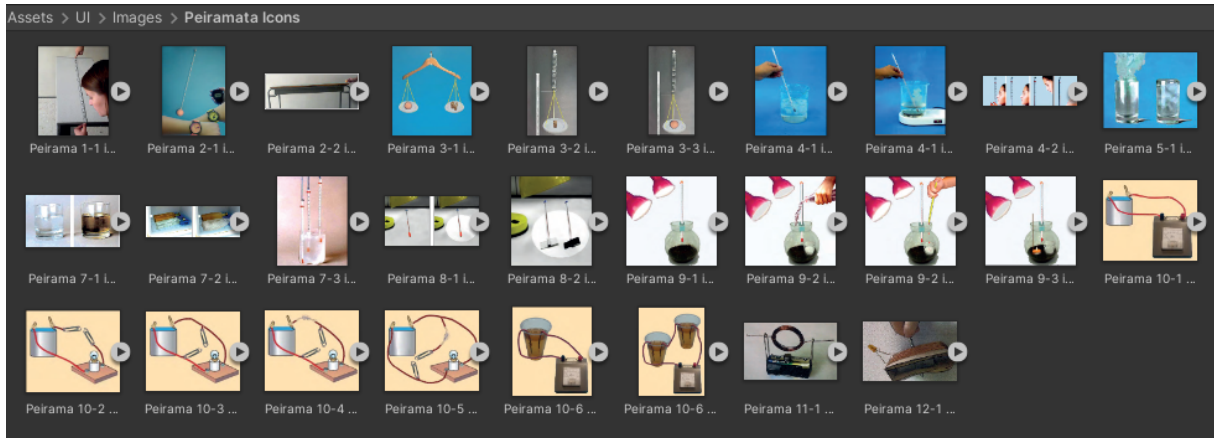 Assets > UI > Images > Peiramata Icons
Peirama 1-1 i... Peirama 2-1 i... Peirama 2-2 i... Peirama 3-1 i... Peirama 3-2 i... Peirama 3-3 i... Peirama 4-1 i... Peirama 4-1 i... Peirama 4-2 i... Peirama 5-1 i...
Peirama 7-1 i... Peirama 7-2 i... Peirama 7-3 i... Peirama 8-1 i... Peirama 8-2 i... Peirama 9-1 i... Peirama 9-2 i... Peirama 9-2 i... Peirama 9-3 i... Peirama 10-1 ...
Peirama 10-2 ... Peirama 10-3 ... Peirama 10-4 ... Peirama 10-5 ... Peirama 10-6 ... Peirama 10-6 ... Peirama 11-1 ... Peirama 12-1 ...